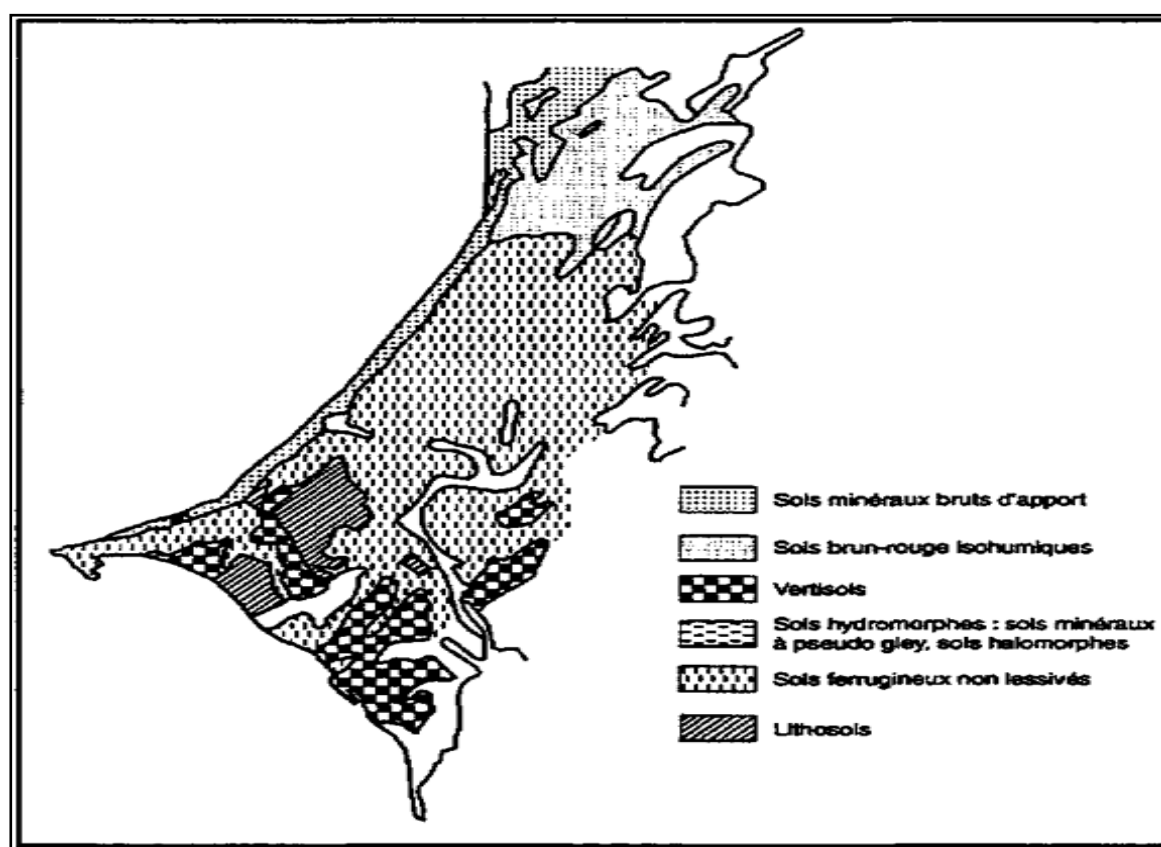 Sols minéraux bruts d'apport
Sols brun-rouge isohumiques
Vertisols
Sols hydromorphes : sols minéraux
à pseudo gley, sols halomorphes
Sols ferrugineux non lessivés
Lithosols